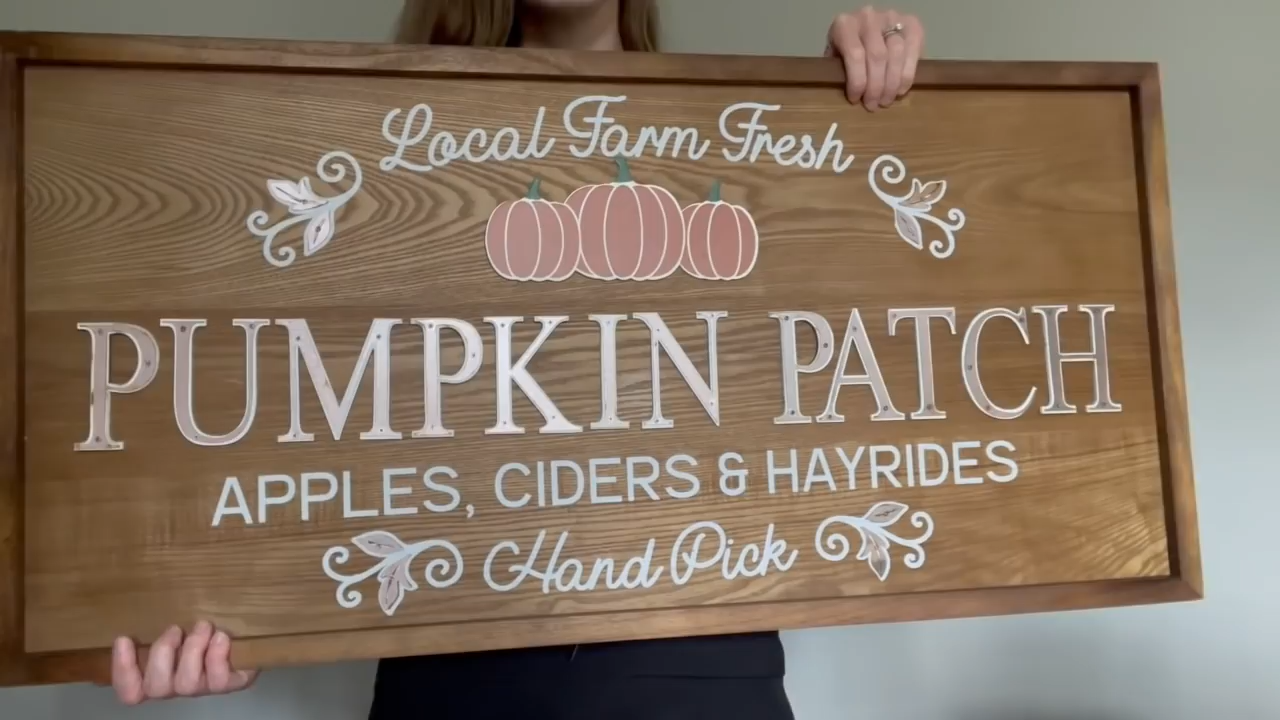 Local Farm Fresh
PUMPKIN PATCH
APPLES, CIDERS & HAYRIDES
Hand Pick